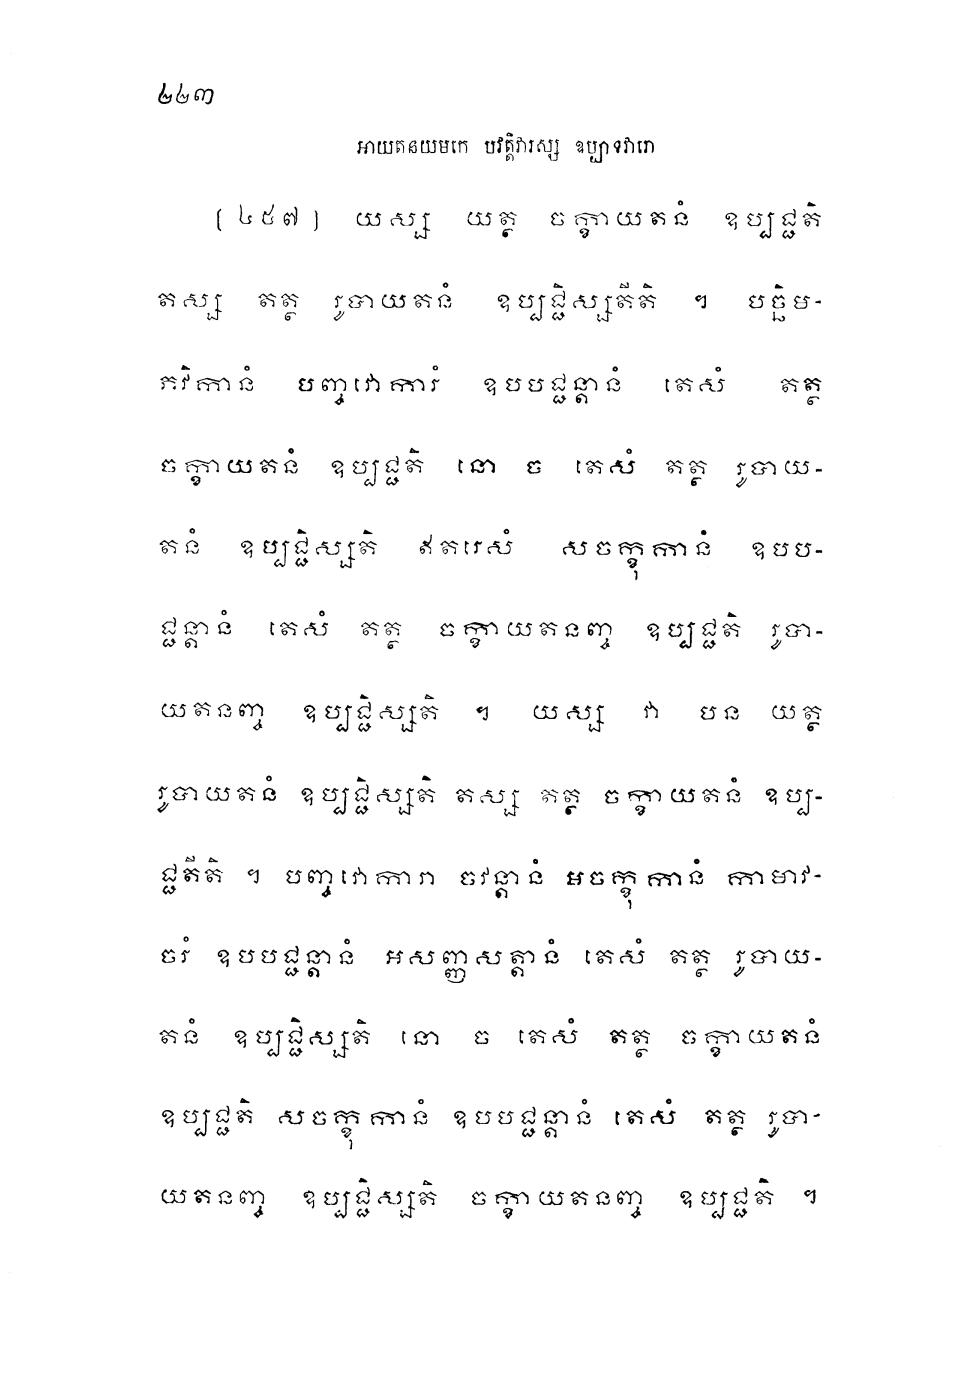 ២២៣
អាយតនយមកេ បវត្តិវារស្ស ឧប្បាទវារោ
(៤៥៧) យស្ស យត្ថ ចក្ខាយតនំ ឧប្បជ្ជតិ
តស្ស តត្ថ រូបាយតនំ ឧប្បជ្ជិស្សតីតិ ។ បច្ឆិម-
ភវិកានំ បញ្ចវោការំ ឧបបជ្ជន្តានំ តេសំ តត្ថ
ចក្ខាយតនំ ឧប្បជ្ជតិ នោ ច តេសំ តត្ថ រូបាយ-
តនំ ឧប្បជ្ជិស្សតិ ឥតរេសំ សចក្ខុកានំ ឧបប-
ជ្ជន្តានំ តេសំ តត្ថ ចក្ខាយតនញ្ច ឧប្បជ្ជតិ រូបា-
យតនញ្ច ឧប្បជ្ជិស្សតិ ។ យស្ស វា បន យត្ថ
រូបាយតនំ ឧប្បជ្ជិស្សតិ តស្ស តត្ថ ចក្ខាយតនំ ឧប្ប-
ជ្ជតីតិ ។ បញ្ចវោការា ចវន្តានំ អចក្ខុកានំ កាមាវ-
ចរំ ឧបបជ្ជន្តានំ អសញ្ញសត្តានំ តេសំ តត្ថ រូបាយ-
តនំ ឧប្បជ្ជិស្សតិ នោ ច តេសំ តត្ថ ចក្ខាយតនំ
ឧប្បជ្ជតិ សចក្ខុកានំ ឧបបជ្ជន្តានំ តេសំ តត្ថ រូបា-
យតនញ្ច ឧប្បជ្ជិស្សតិ ចក្ខាយតនញ្ច ឧប្បជ្ជតិ ។